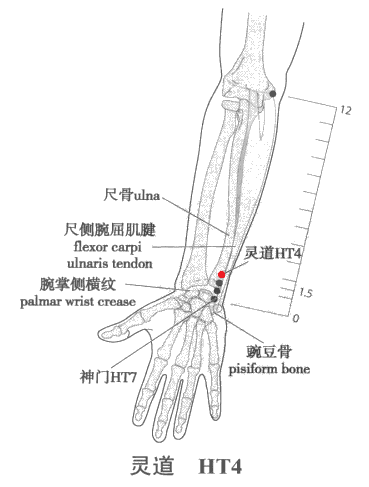 12
尺骨ulna
尺侧腕屈肌腱
flexor carpi
ulnaris tendon
灵道HT4
腕掌侧横纹
palmar wrist crease
1.5
0
豌豆骨
pisiform bone
神门HT7
灵道 HT4